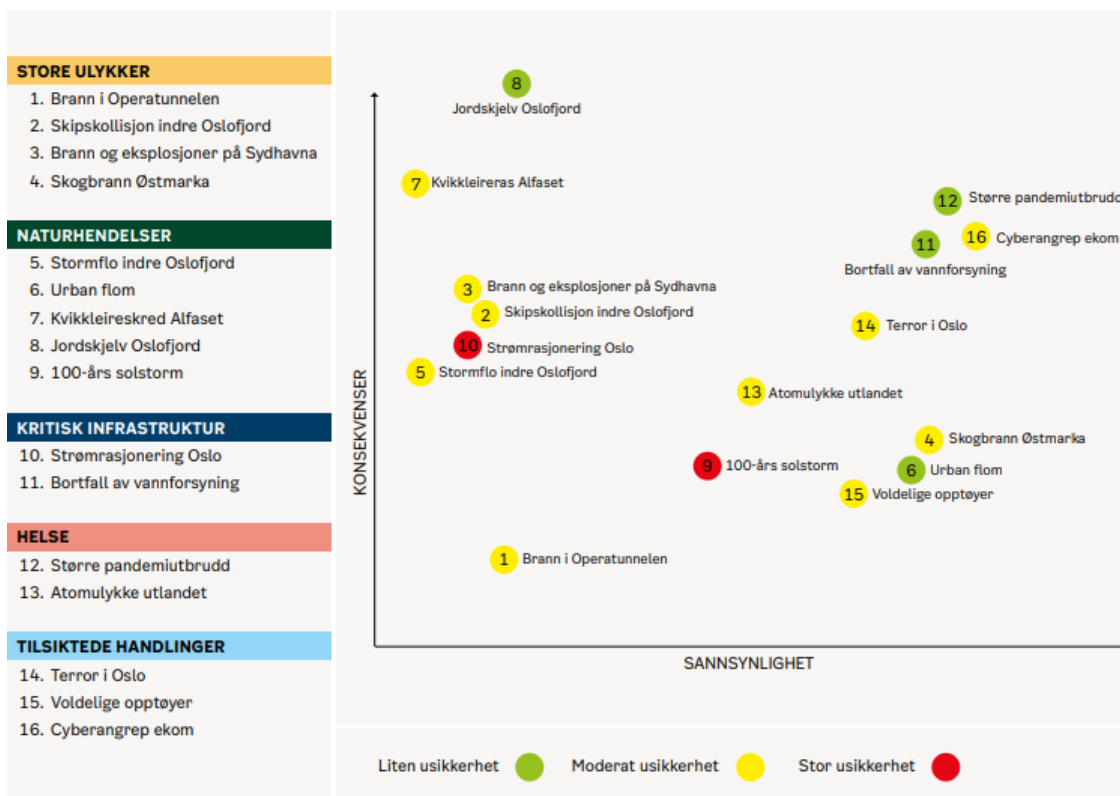 STORE ULYKKER
1. Brann i Operatunnelen
2. Skipskollisjon indre Oslofjord
3. Brann og eksplosjoner på Sydhavna
4. Skogbrann Østmarka
NATURHENDELSER
5. Stormflo indre Oslofjord
6. Urban flom
7. Kvikkleireskred Alfaset
8. Jordskjelv Oslofjord
9. 100-års solstorm
KRITISK INFRASTRUKTUR
10. Strømrasjonering Oslo
11. Bortfall av vannforsyning
HELSE
12. Større pandemiutbrudd
13. Atomulykke utlandet
TILSIKTEDE HANDLINGER
14. Terror i Oslo
15. Voldelige opptøyer
16. Cyberangrep ekom
KONSEKVENSER
8
Jordskjelv Oslofjord
7 Kvikkleireras Alfaset
12 Større pandemiutbrudd
16 Cyberangrep ekom
11
Bortfall av vannforsyning
3 Brann og eksplosjoner på Sydhavna
2 Skipskollisjon indre Oslofjord
14 Terror i Oslo
10 Strømrasjonering Oslo
5 Stormflo indre Oslofjord
13 Atomulykke utlandet
4 Skogbrann Østmarka
9 100-års solstorm
6 Urban flom
15 Voldelige opptøyer
1 Brann i Operatunnelen
SANNSYNLIGHET
Liten usikkerhet
Moderat usikkerhet
Stor usikkerhet